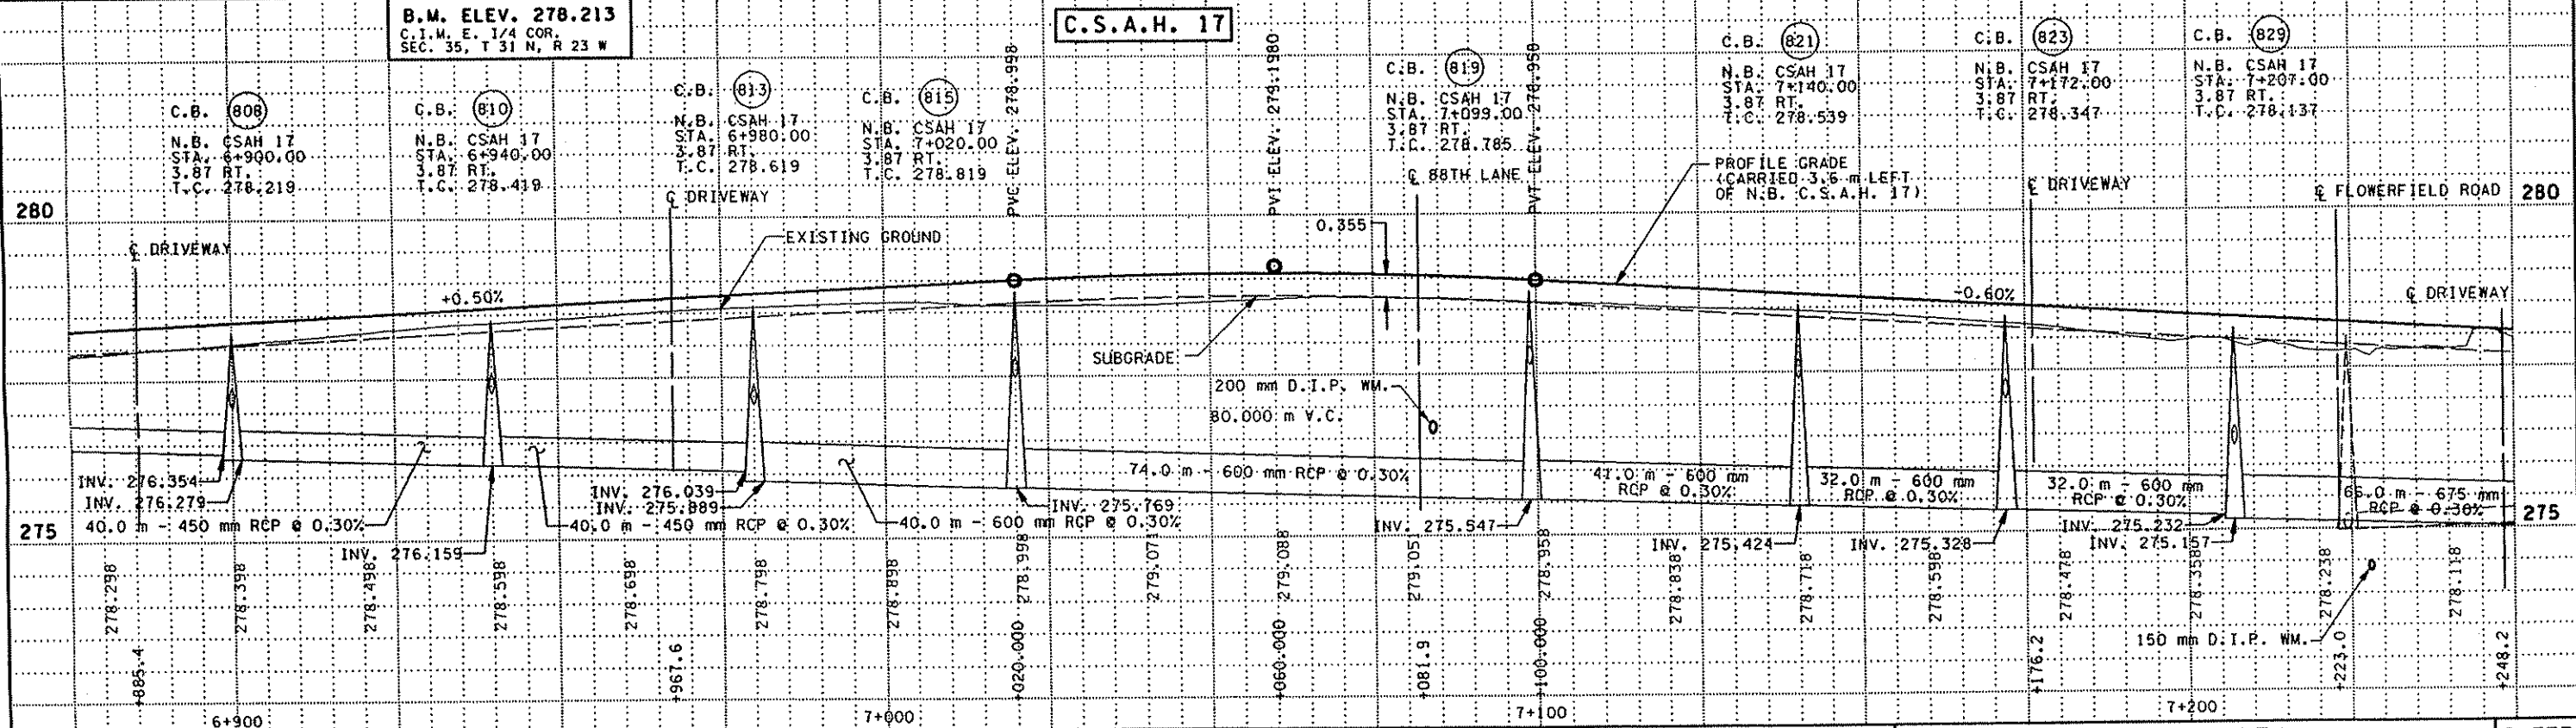 B.M. ELEV. 278.213
C.I.M. E. 1/4 COR.
SEC. 35, T 31 N, R 23 W
C.S.A.H. 17
C.B. 808
N.B. CSAH 17
STA. 6+900.00
3.87 RT.
T.C. 278.219
C.B. 810
N.B. CSAH 17
STA. 6+940.00
3.87 RT.
T.C. 278.419
C.B. 813
N.B. CSAH 17
STA. 6+980.00
3.87 RT.
T.C. 278.619
C.B. 815
N.B. CSAH 17
STA. 7+020.00
3.87 RT.
T.C. 278.819
PVC ELEV. 278.998
PVI ELEV. 279.1980
C.B. 819
N.B. CSAH 17
STA. 7+099.00
3.87 RT.
T.C. 278.785
PVT ELEV. 278.958
C.B. 821
N.B. CSAH 17
STA. 7+140.00
3.87 RT.
T.C. 278.539
C.B. 823
N.B. CSAH 17
STA. 7+172.00
3.87 RT.
T.C. 278.347
C.B. 829
N.B. CSAH 17
STA. 7+207.00
3.87 RT.
T.C. 278.137
PROFILE GRADE
(CARRIED 3.6 m LEFT
OF N.B. C.S.A.H. 17)
℄ DRIVEWAY
℄ DRIVEWAY
℄ 88TH LANE
℄ DRIVEWAY
℄ FLOWERFIELD ROAD
℄ DRIVEWAY
280
280
EXISTING GROUND
0.355
+0.50%
-0.60%
SUBGRADE
200 mm D.I.P. WM.
80.000 m V.C.
INV. 276.354
INV. 276.279
40.0 m - 450 mm RCP @ 0.30%
INV. 276.159
40.0 m - 450 mm RCP @ 0.30%
INV. 276.039
INV. 275.889
40.0 m - 600 mm RCP @ 0.30%
INV. 275.769
74.0 m - 600 mm RCP @ 0.30%
INV. 275.547
41.0 m - 600 mm
RCP @ 0.30%
INV. 275.424
32.0 m - 600 mm
RCP @ 0.30%
INV. 275.328
32.0 m - 600 mm
RCP @ 0.30%
INV. 275.232
INV. 275.157
66.0 m - 675 mm
RCP @ 0.30%
275
275
150 mm D.I.P. WM.
278.298
278.398
278.498
278.598
278.698
278.798
278.898
278.998
279.071
279.088
279.051
278.958
278.838
278.718
278.598
278.478
278.358
278.238
278.118
+885.4
+967.6
+020.000
+060.000
+081.9
+100.000
+176.2
+223.0
+248.2
6+900
7+000
7+100
7+200